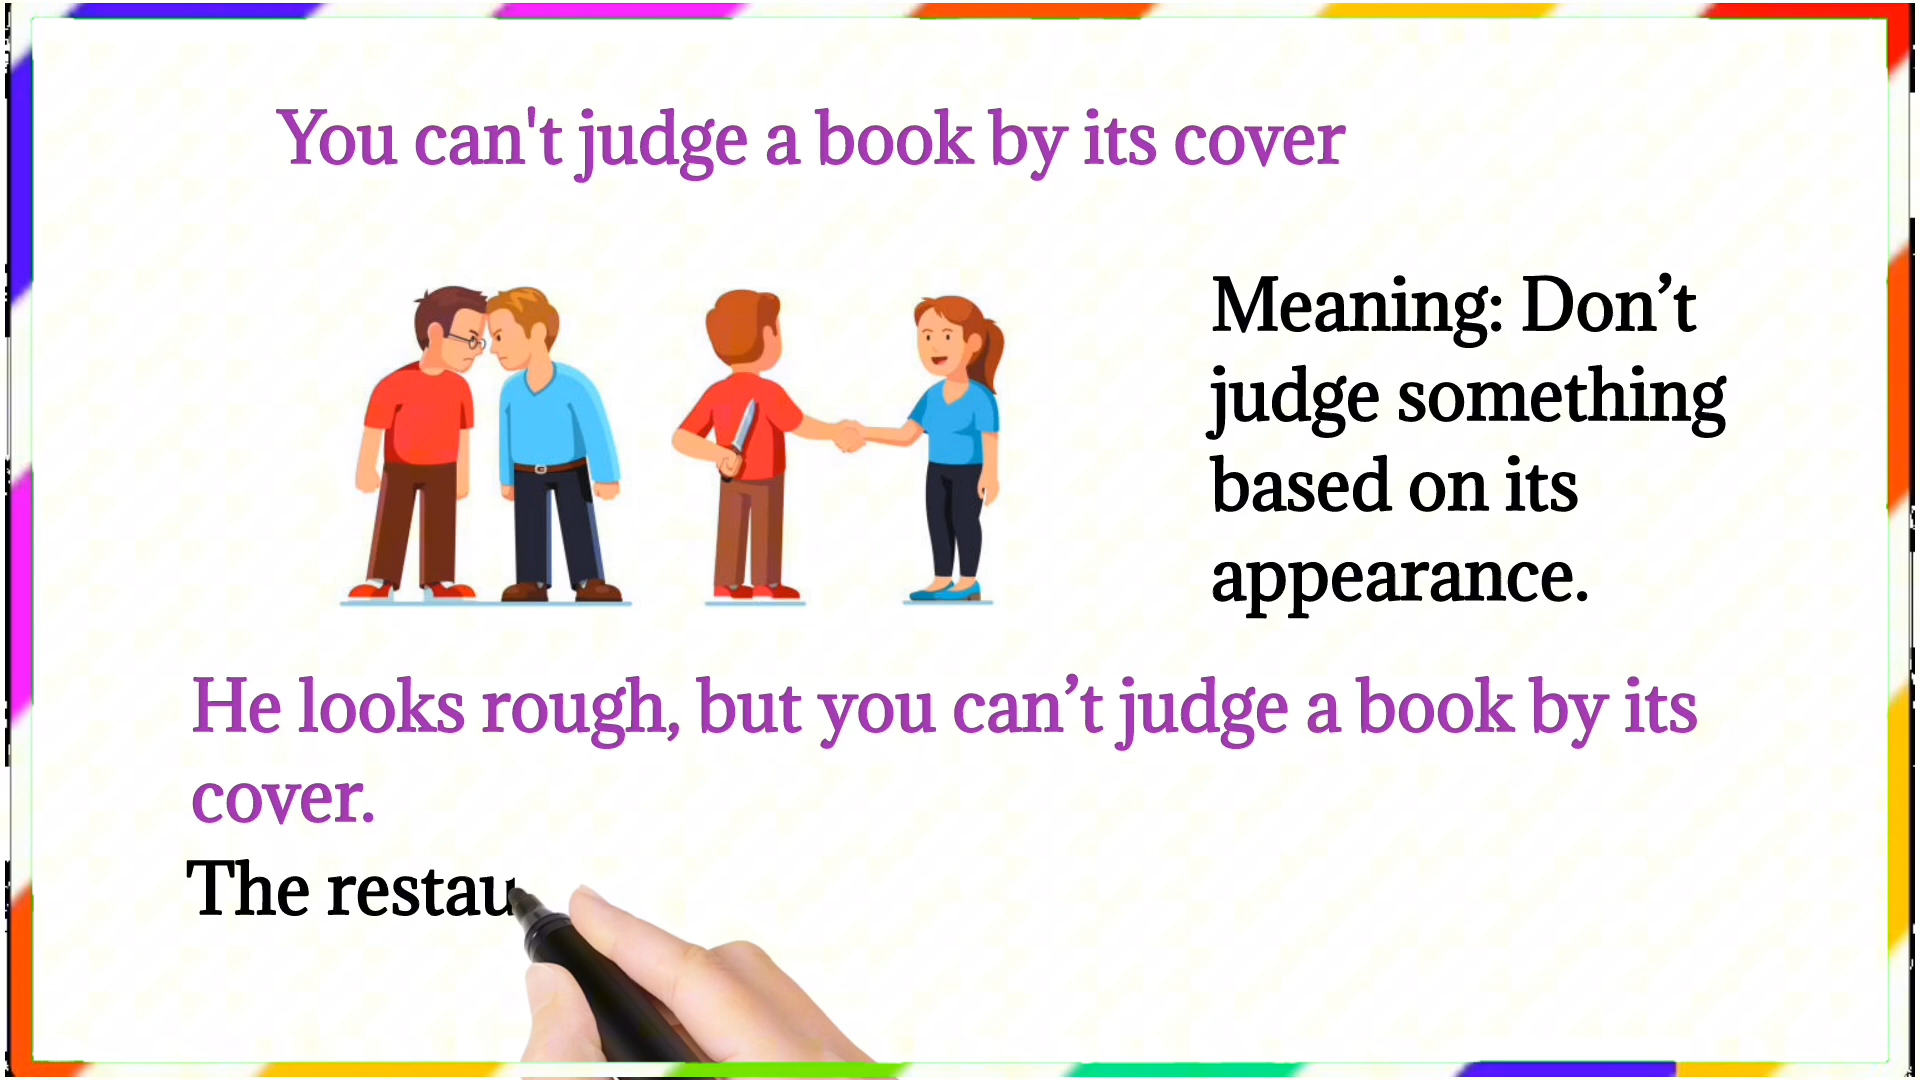 You can't judge a book by its cover
Meaning: Don’t
judge something
based on its
appearance.
He looks rough, but you can’t judge a book by its
cover.
The restau